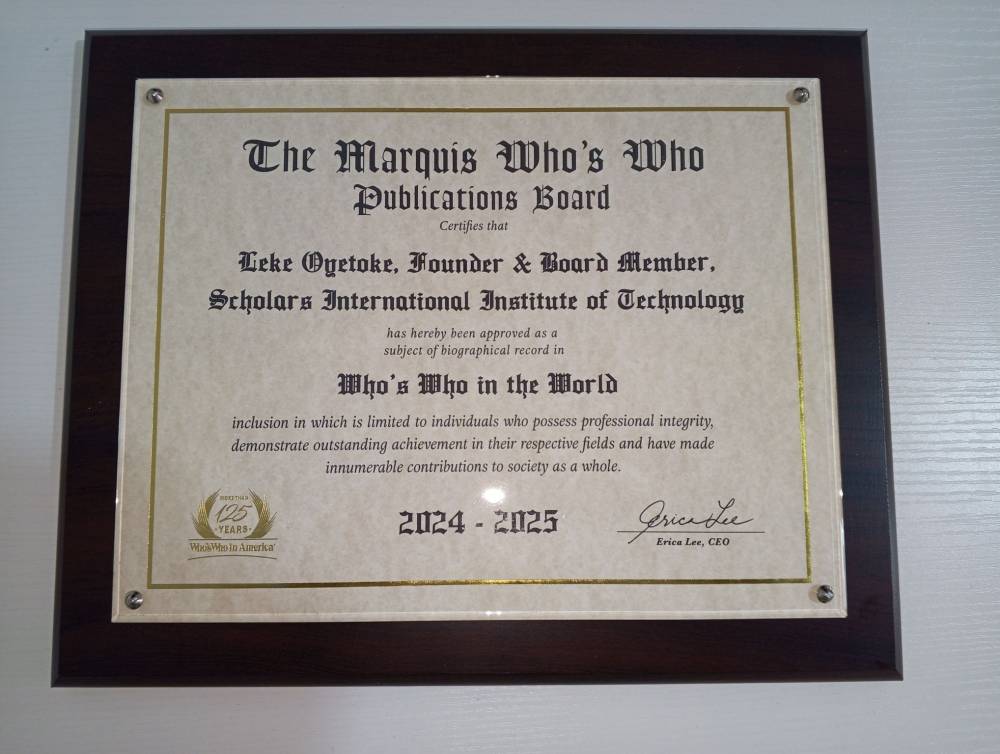 The Marquis Who's Who
Publications Board
Certifies that
Leke Oyetoke, Founder & Board Member,
Scholars International Institute of Technology
has hereby been approved as a
subject of biographical record in
Who's Who in the World
inclusion in which is limited to individuals who possess professional integrity,
demonstrate outstanding achievement in their respective fields and have made
innumerable contributions to society as a whole.
MORE THAN
125
YEARS
Who's Who in America
2024 - 2025
Erica Lee
Erica Lee, CEO